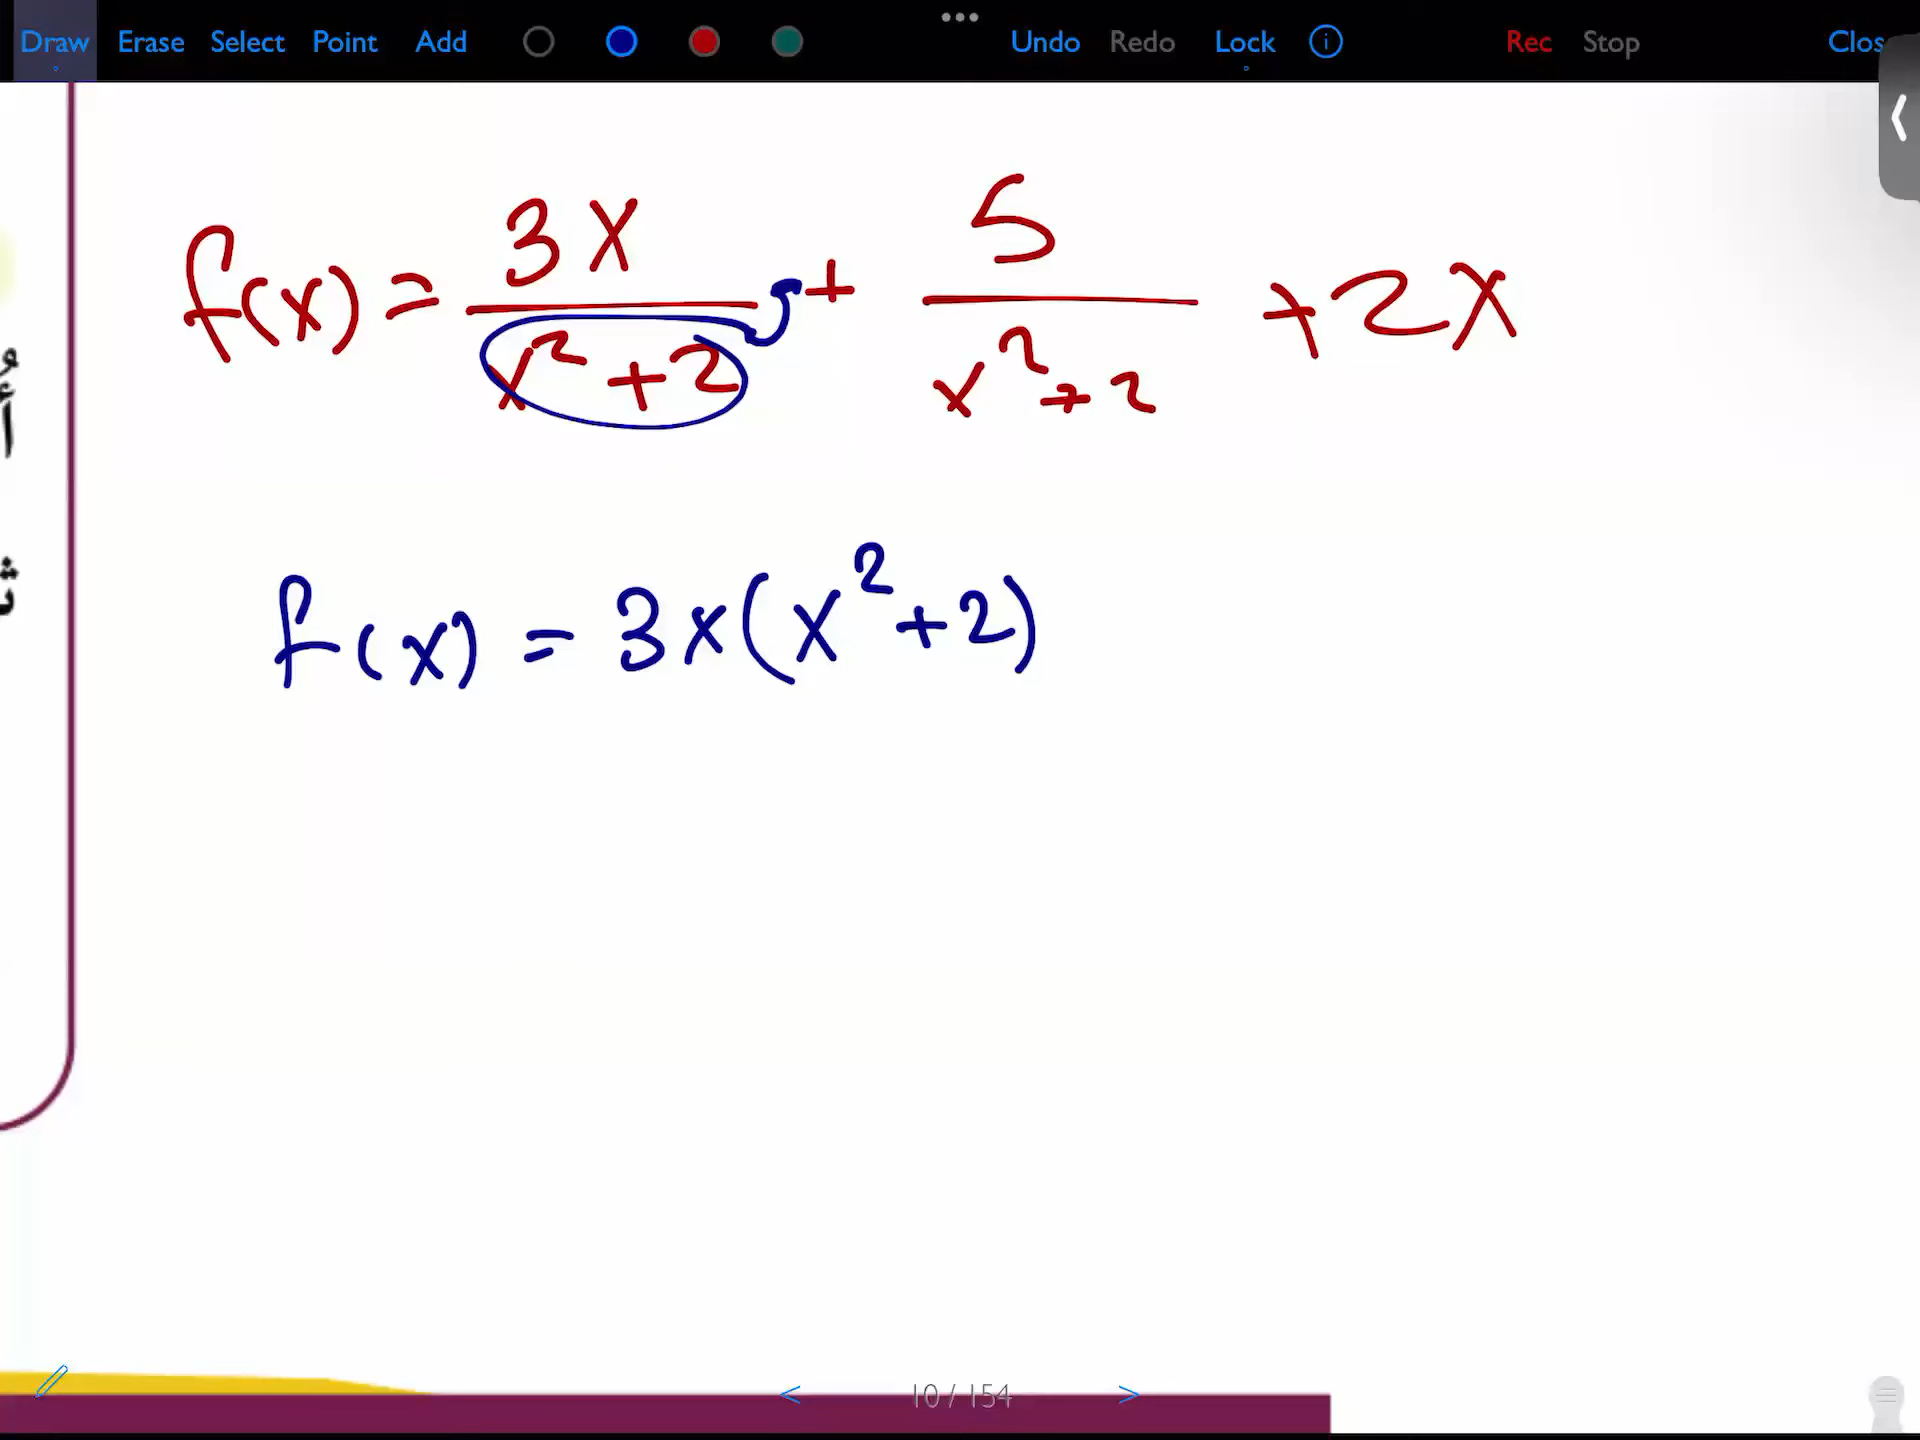 Draw Erase Select Point Add Undo Redo Lock Rec Stop Clos
f(x) = 3x/(x²+2) + 5/(x²+2) + 2x
f(x) = 3x(x²+2)
10 / 154